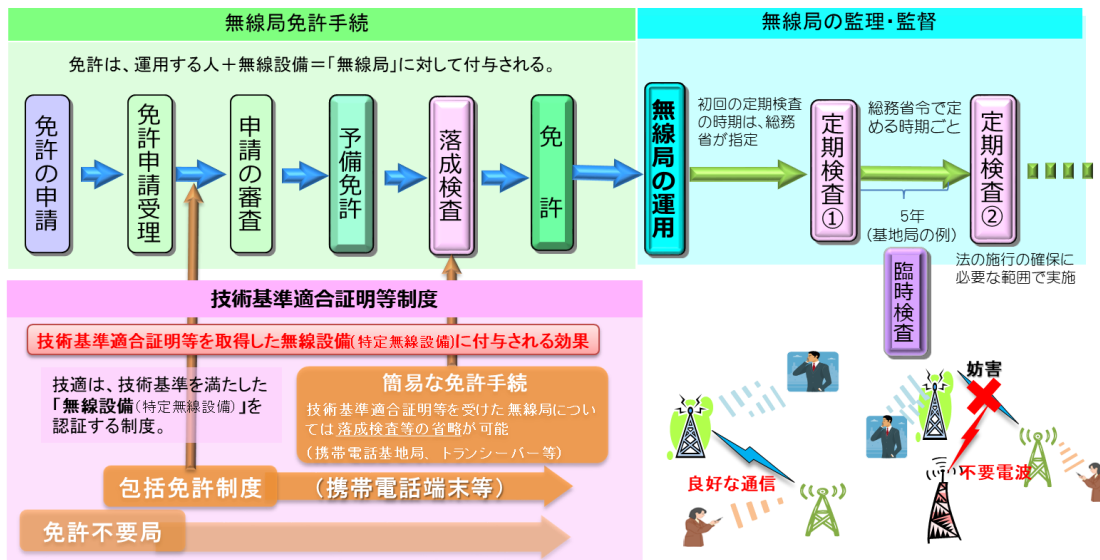 無線局免許手続
免許は、運用する人＋無線設備＝「無線局」に対して付与される。
免許の申請
免許申請受理
申請の審査
予備免許
落成検査
免許
無線局の監理・監督
無線局の運用
初回の定期検査
の時期は、総務
省が指定
定期検査①
総務省令で定
める時期ごと
定期検査②
5年
（基地局の例）
臨時検査
法の施行の確保に
必要な範囲で実施
技術基準適合証明等制度
技術基準適合証明等を取得した無線設備(特定無線設備)に付与される効果
技適は、技術基準を満たした
「無線設備（特定無線設備）」を
認証する制度。
簡易な免許手続
技術基準適合証明等を受けた無線局につい
ては落成検査等の省略が可能
（携帯電話基地局、トランシーバー等）
包括免許制度
（携帯電話端末等）
免許不要局
良好な通信
妨害
不要電波